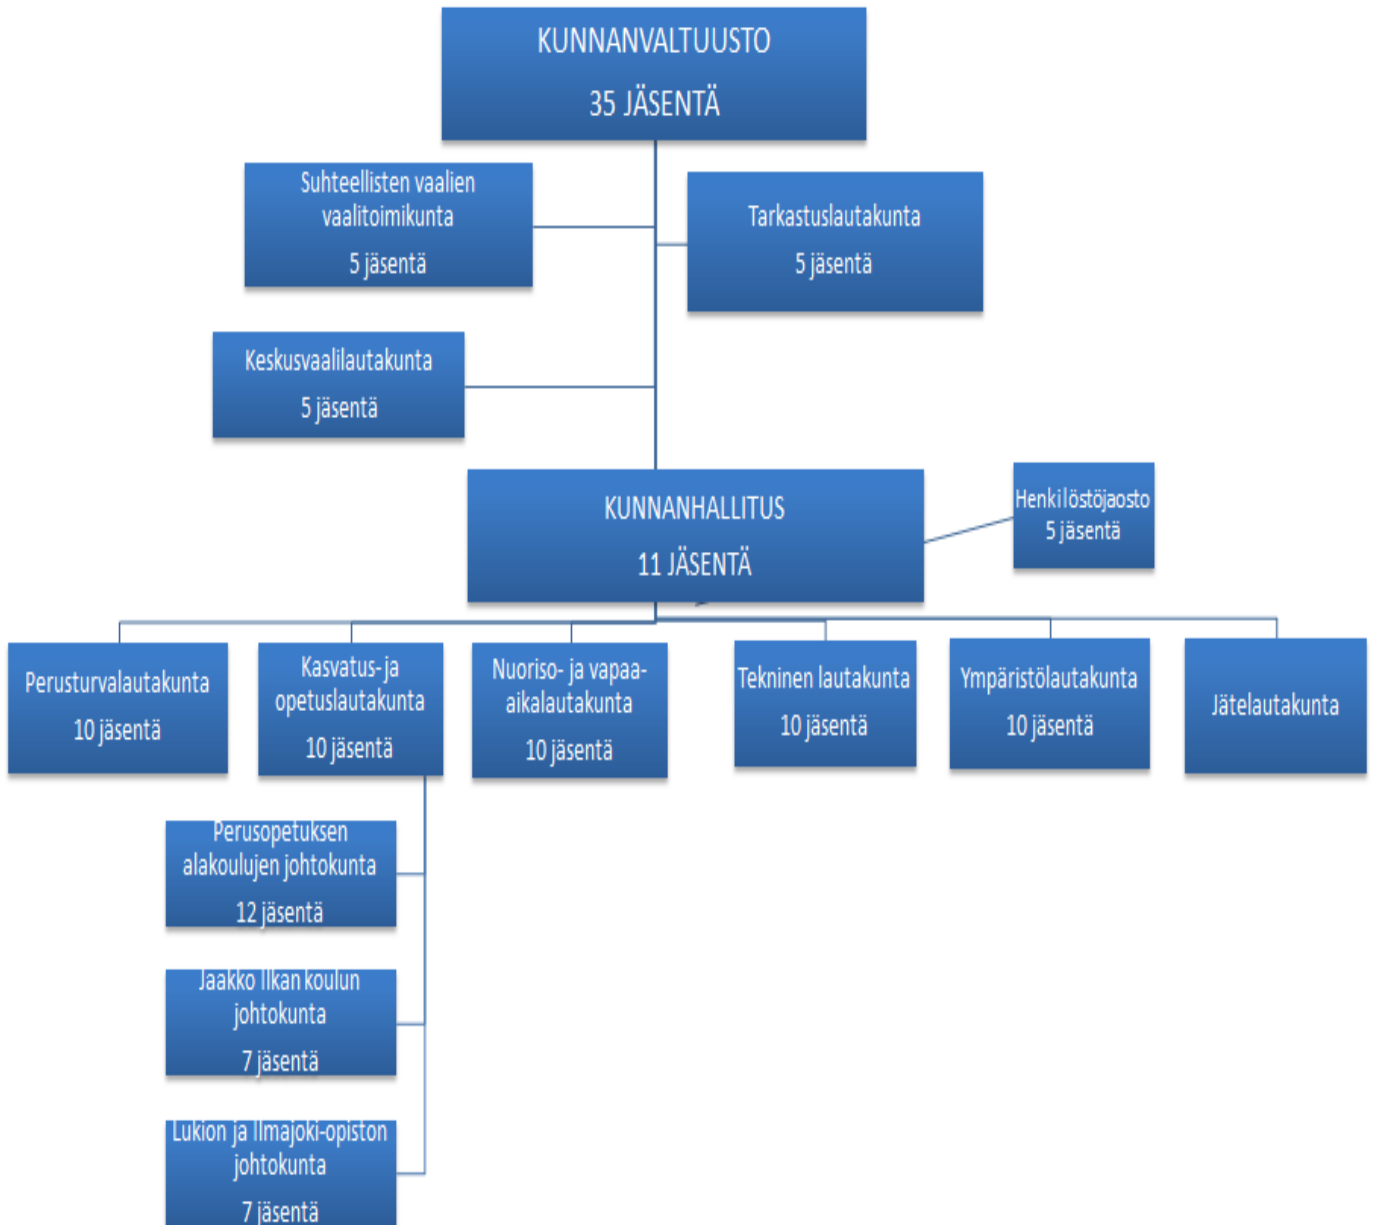 KUNNANVALTUUSTO
35 JÄSENTÄ
Suhteellisten vaalien
vaalitoimikunta
5 jäsentä
Tarkastuslautakunta
5 jäsentä
Keskusvaalilautakunta
5 jäsentä
KUNNANHALLITUS
11 JÄSENTÄ
Henkilöstöjaosto
5 jäsentä
Perusturvalautakunta
10 jäsentä
Kasvatus- ja
opetuslautakunta
10 jäsentä
Nuoriso- ja vapaa-
aikalautakunta
10 jäsentä
Tekninen lautakunta
10 jäsentä
Ympäristölautakunta
10 jäsentä
Jätelautakunta
Perusopetuksen
alakoulujen johtokunta
12 jäsentä
Jaakko Ilkan koulun
johtokunta
7 jäsentä
Lukion ja Ilmajoki-opiston
johtokunta
7 jäsentä